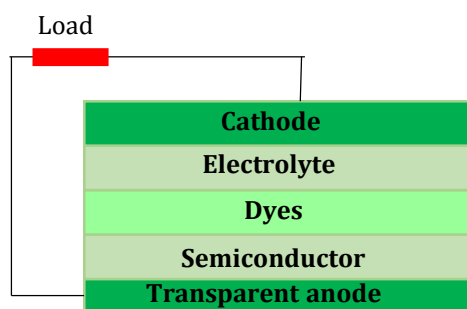 Load
Cathode
Electrolyte
Dyes
Semiconductor
Transparent anode